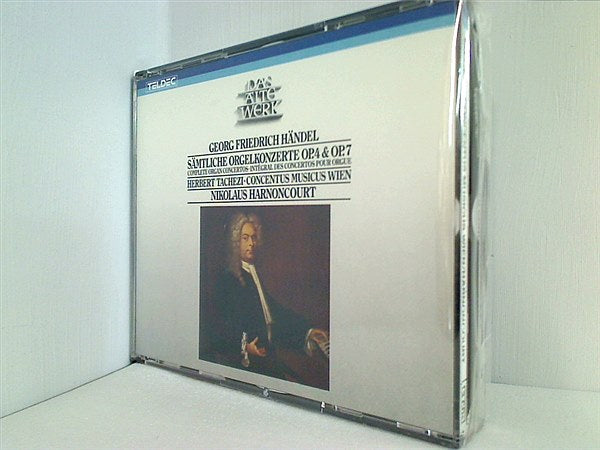 TELDEC
DAS
ALTE
WERK
GEORG FRIEDRICH HÄNDEL
SÄMTLICHE ORGELKONZERTE OP.4 & OP.7
COMPLETE ORGAN CONCERTOS · INTÉGRAL DES CONCERTOS POUR ORGUE
HERBERT TACHEZI · CONCENTUS MUSICUS WIEN
NIKOLAUS HARNONCOURT